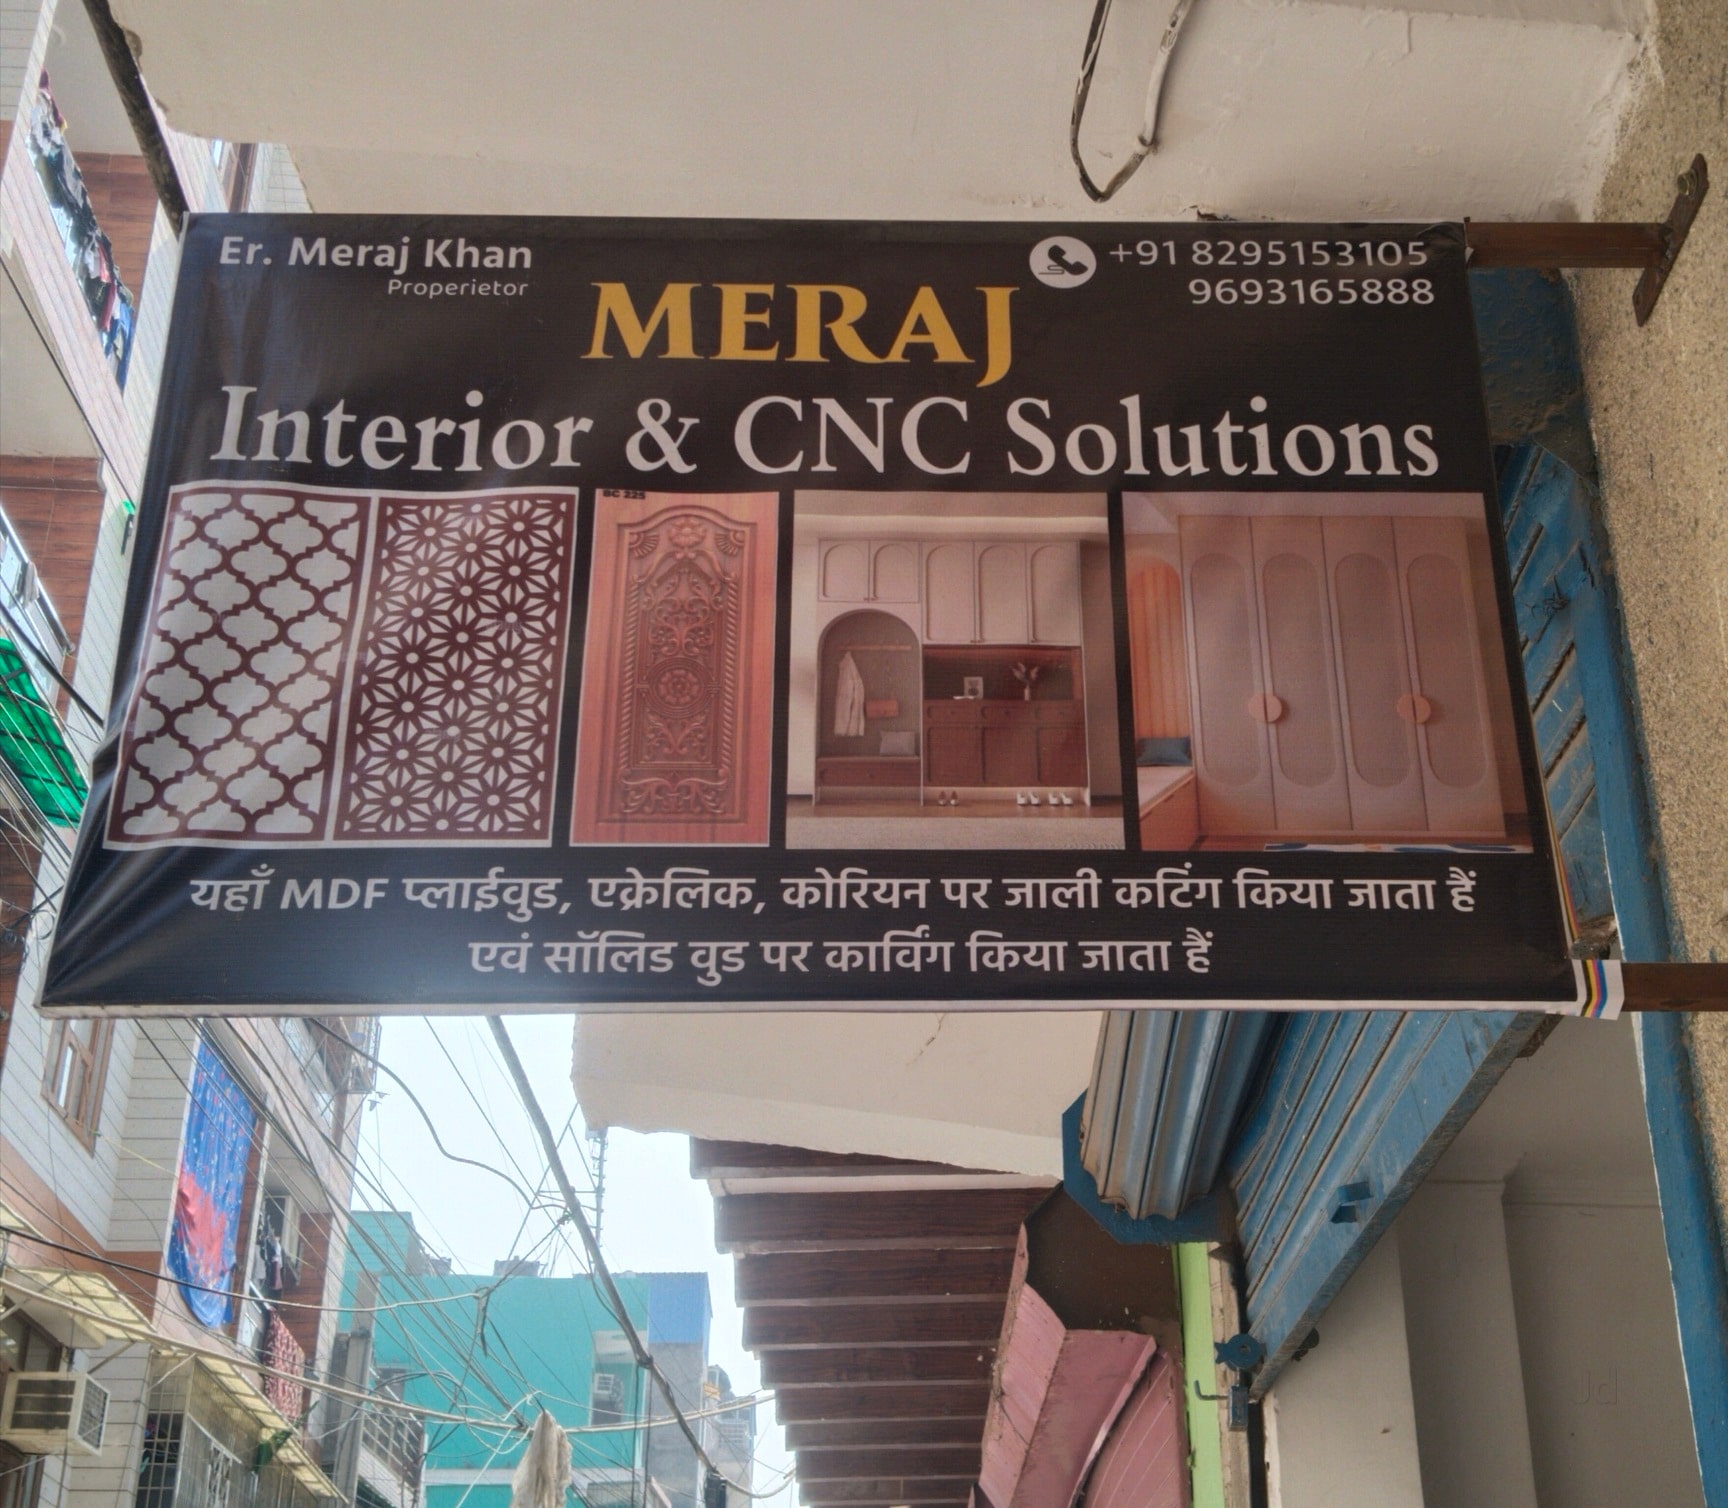 Er. Meraj Khan
Properietor
+91 8295153105
9693165888
MERAJ
Interior & CNC Solutions
BC 225
यहाँ MDF प्लाईवुड, एक्रेलिक, कोरियन पर जाली कटिंग किया जाता हैं
एवं सॉलिड वुड पर कार्विंग किया जाता हैं
Jd